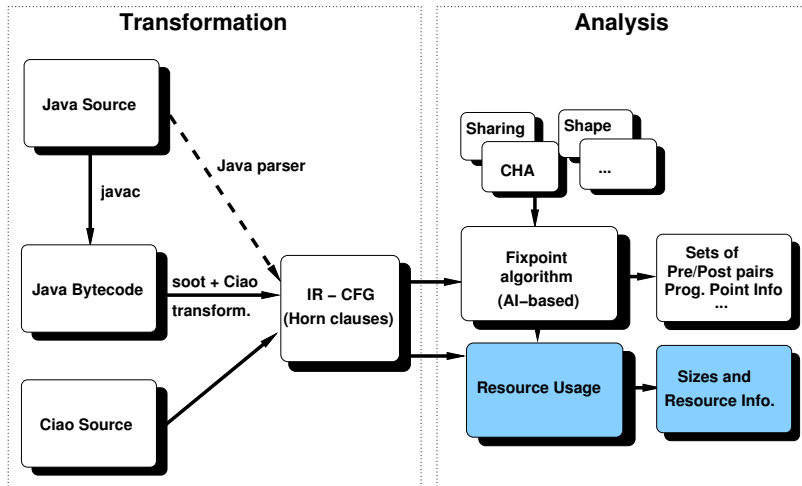 Transformation
Java Source
Java parser
javac
Java Bytecode
soot + Ciao
transform.
IR − CFG
(Horn clauses)
Ciao Source
Analysis
Sharing
Shape
CHA
...
Fixpoint
algorithm
(AI−based)
Sets of
Pre/Post pairs
Prog. Point Info
...
Resource Usage
Sizes and
Resource Info.